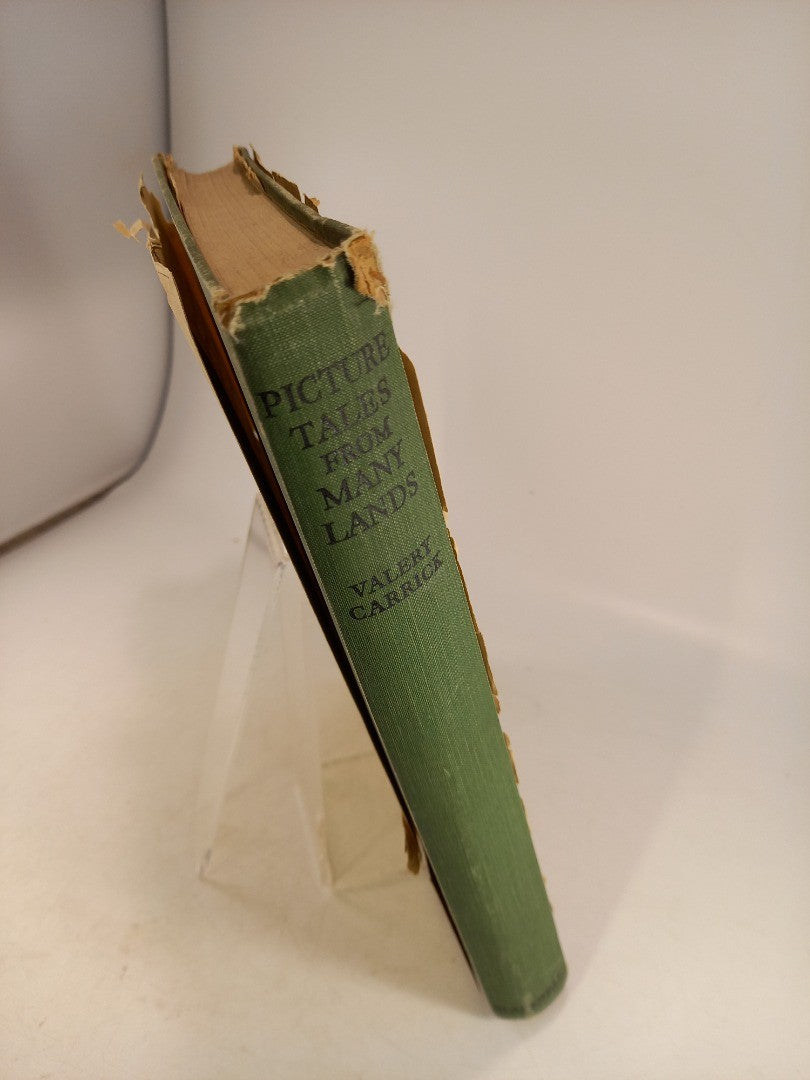 PICTURE
TALES
FROM
MANY
LANDS
VALERY
CARRICK